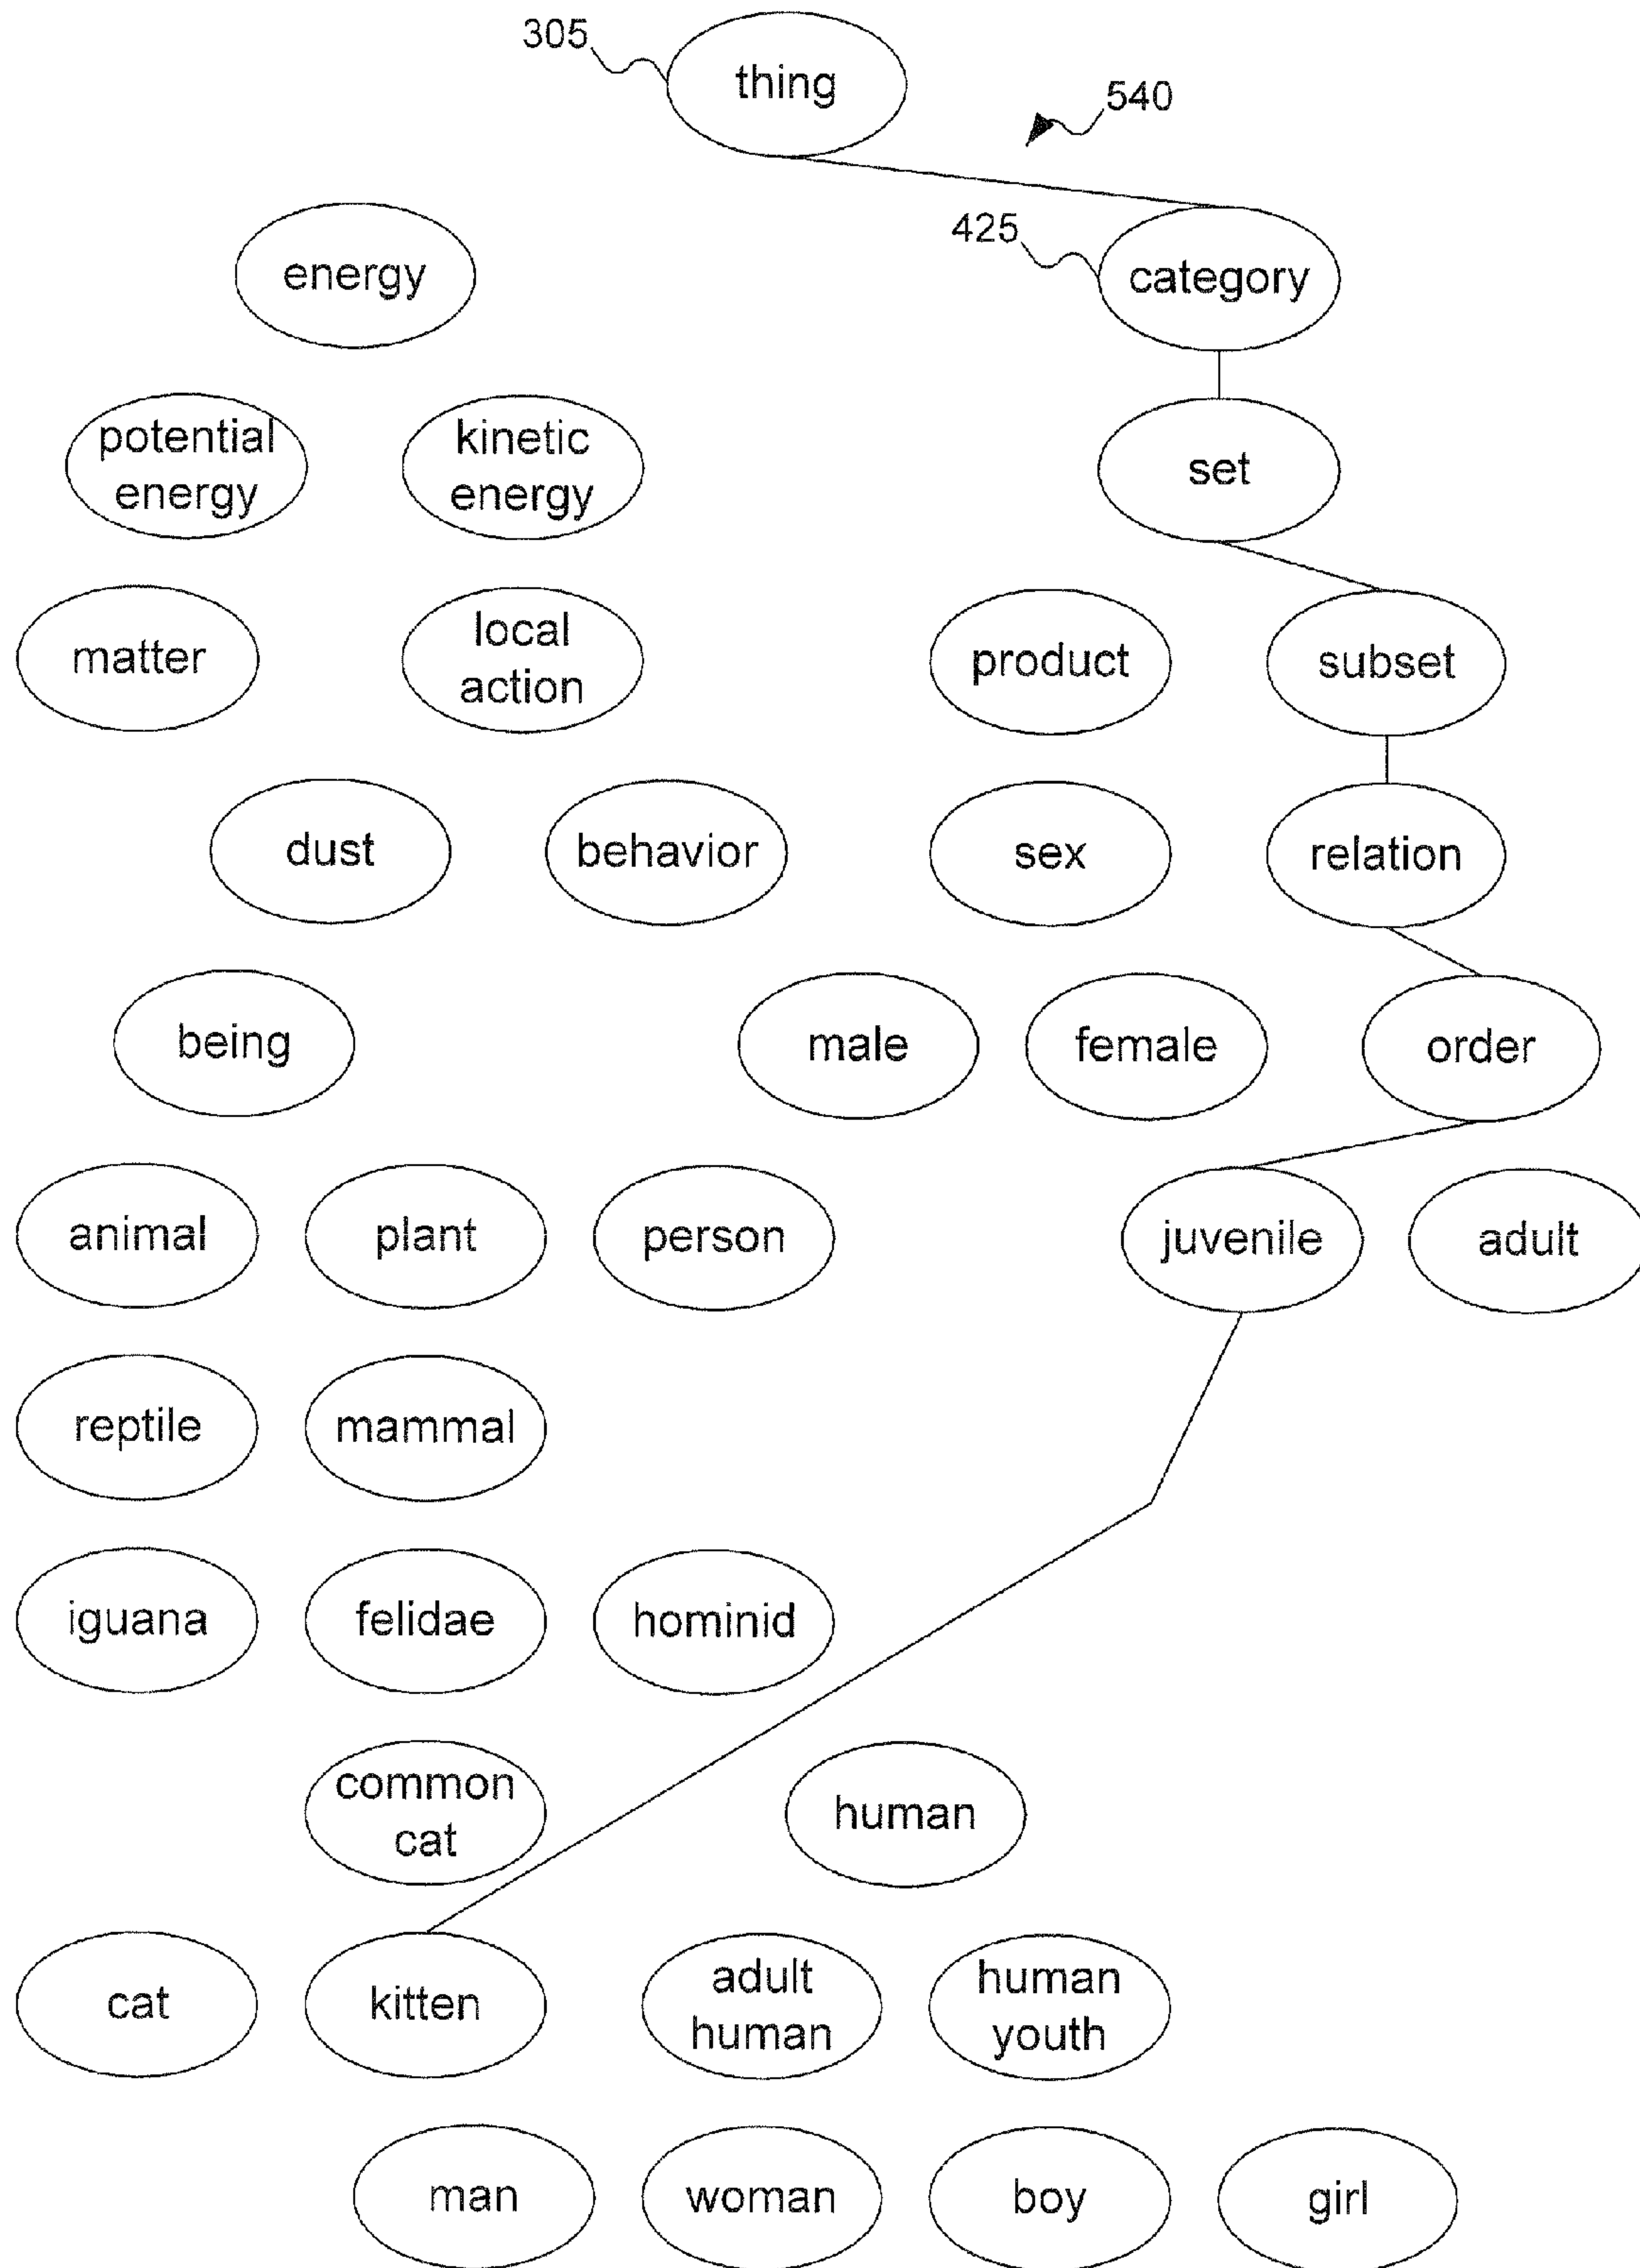 305
thing
540
energy
425
category
potential
energy
kinetic
energy
set
matter
local
action
product
subset
dust
behavior
sex
relation
being
male
female
order
animal
plant
person
juvenile
adult
reptile
mammal
iguana
felidae
hominid
common
cat
human
cat
kitten
adult
human
human
youth
man
woman
boy
girl